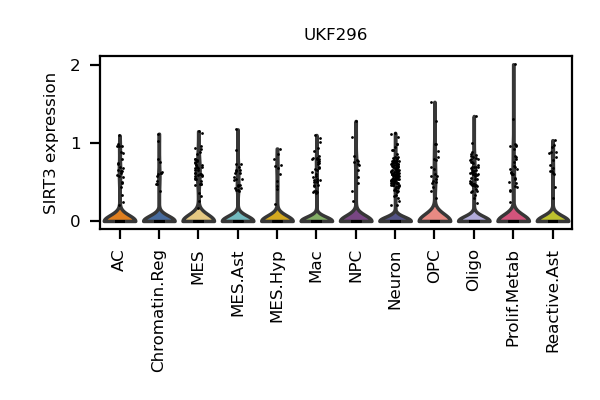 UKF296
SIRT3 expression
2
1
0
AC
Chromatin.Reg
MES
MES.Ast
MES.Hyp
Mac
NPC
Neuron
OPC
Oligo
Prolif.Metab
Reactive.Ast